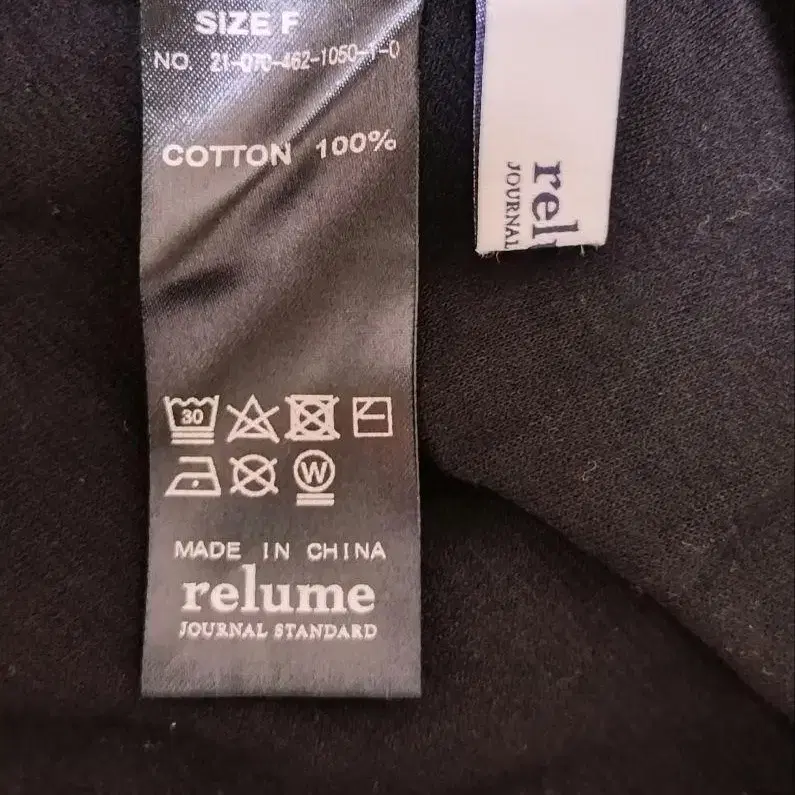 SIZE F
NO 21-070-462-1050-1-0
COTTON 100%
30
W
MADE IN CHINA
relume
JOURNAL STANDARD
rel
JOURNAL